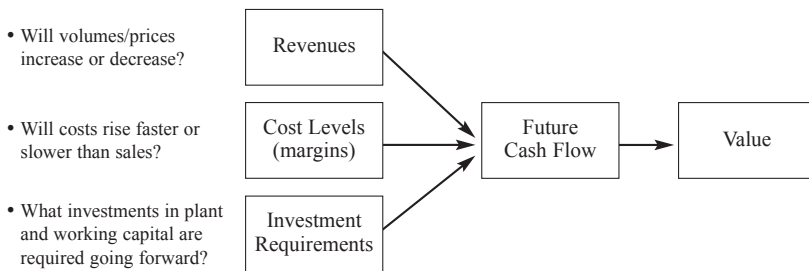 • Will volumes/prices
increase or decrease?
Revenues
• Will costs rise faster or
slower than sales?
Cost Levels
(margins)
Future
Cash Flow
Value
• What investments in plant
and working capital are
required going forward?
Investment
Requirements